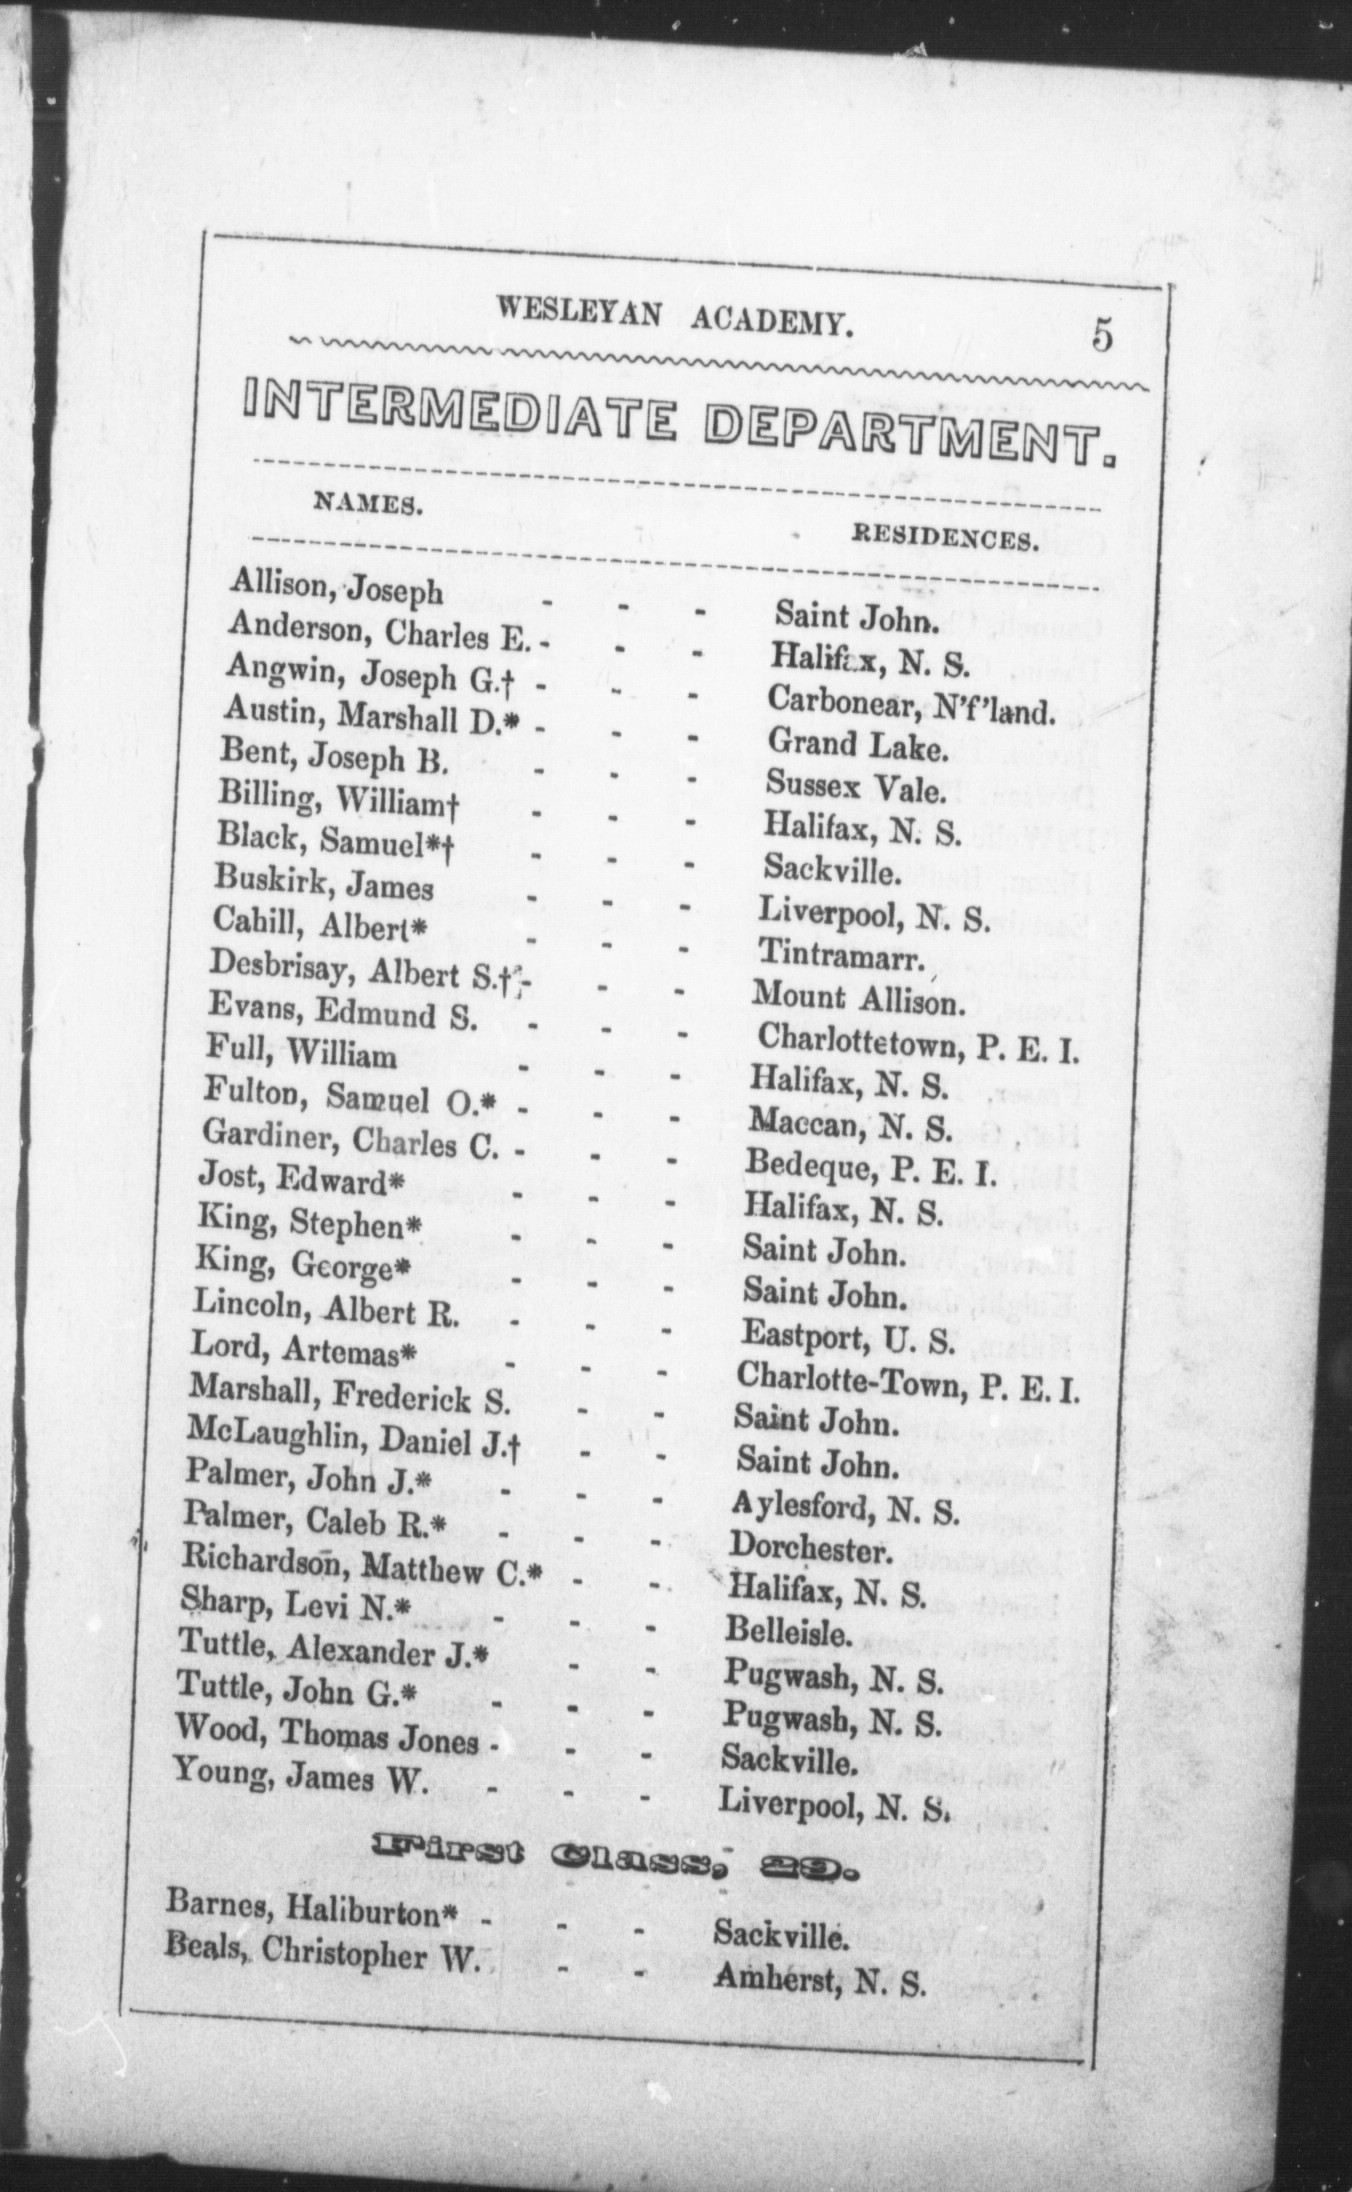 WESLEYAN ACADEMY. 5
INTERMEDIATE DEPARTMENT.
NAMES. RESIDENCES.
Allison, Joseph - - - Saint John.
Anderson, Charles E. - - - Halifax, N. S.
Angwin, Joseph G.† - - - Carbonear, N'f'land.
Austin, Marshall D.* - - - Grand Lake.
Bent, Joseph B. - - - Sussex Vale.
Billing, William† - - - Halifax, N. S.
Black, Samuel*† - - - Sackville.
Buskirk, James - - - Liverpool, N. S.
Cahill, Albert* - - - Tintramarr.
Desbrisay, Albert S.† - - - Mount Allison.
Evans, Edmund S. - - - Charlottetown, P. E. I.
Full, William - - - Halifax, N. S.
Fulton, Samuel O.* - - - Maccan, N. S.
Gardiner, Charles C. - - - Bedeque, P. E. I.
Jost, Edward* - - - Halifax, N. S.
King, Stephen* - - - Saint John.
King, George* - - - Saint John.
Lincoln, Albert R. - - - Eastport, U. S.
Lord, Artemas* - - - Charlotte-Town, P. E. I.
Marshall, Frederick S. - - Saint John.
McLaughlin, Daniel J.† - - Saint John.
Palmer, John J.* - - - Aylesford, N. S.
Palmer, Caleb R.* - - - Dorchester.
Richardson, Matthew C.* - - Halifax, N. S.
Sharp, Levi N.* - - - Belleisle.
Tuttle, Alexander J.* - - Pugwash, N. S.
Tuttle, John G.* - - - Pugwash, N. S.
Wood, Thomas Jones - - - Sackville.
Young, James W. - - - Liverpool, N. S.
First Class, 29.
Barnes, Haliburton* - - - Sackville.
Beals, Christopher W. - - Amherst, N. S.